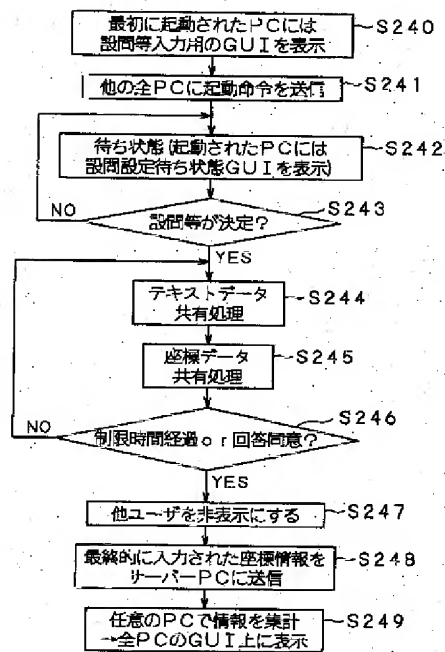 最初に起動されたPCには
設問等入力用のGUIを表示
S240
他の全PCに起動命令を送信
S241
待ち状態(起動されたPCには
設問設定待ち状態GUIを表示)
S242
設問等が決定?
S243
NO
YES
テキストデータ
共有処理
S244
座標データ
共有処理
S245
制限時間経過or回答同意?
S246
NO
YES
他ユーザを非表示にする
S247
最終的に入力された座標情報を
サーバーPCに送信
S248
任意のPCで情報を集計
→全PCのGUI上に表示
S249